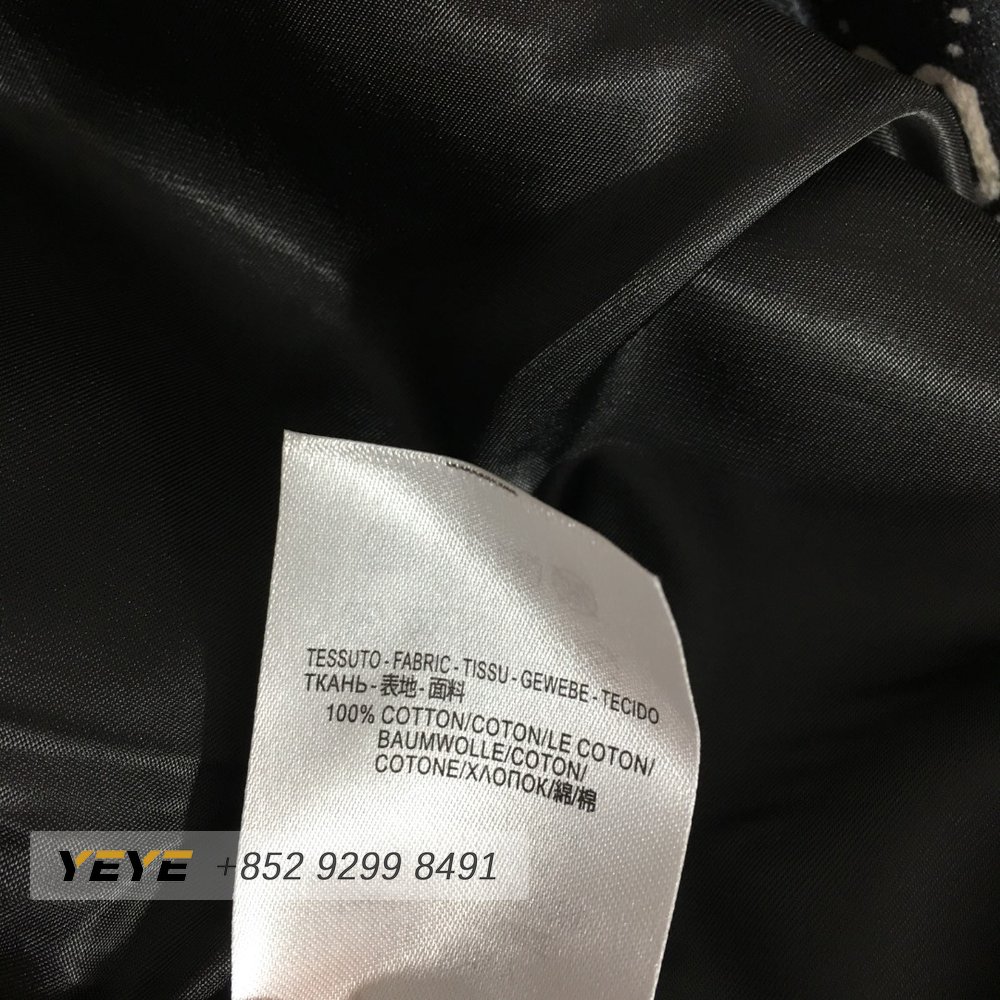 TESSUTO - FABRIC - TISSU - GEWEBE - TECIDO
ТКАНЬ - 表地 - 面料
100% COTTON/COTON/LE COTON/
BAUMWOLLE/COTON/
COTONE/ХЛОПОК/綿/棉
YEYE +852 9299 8491